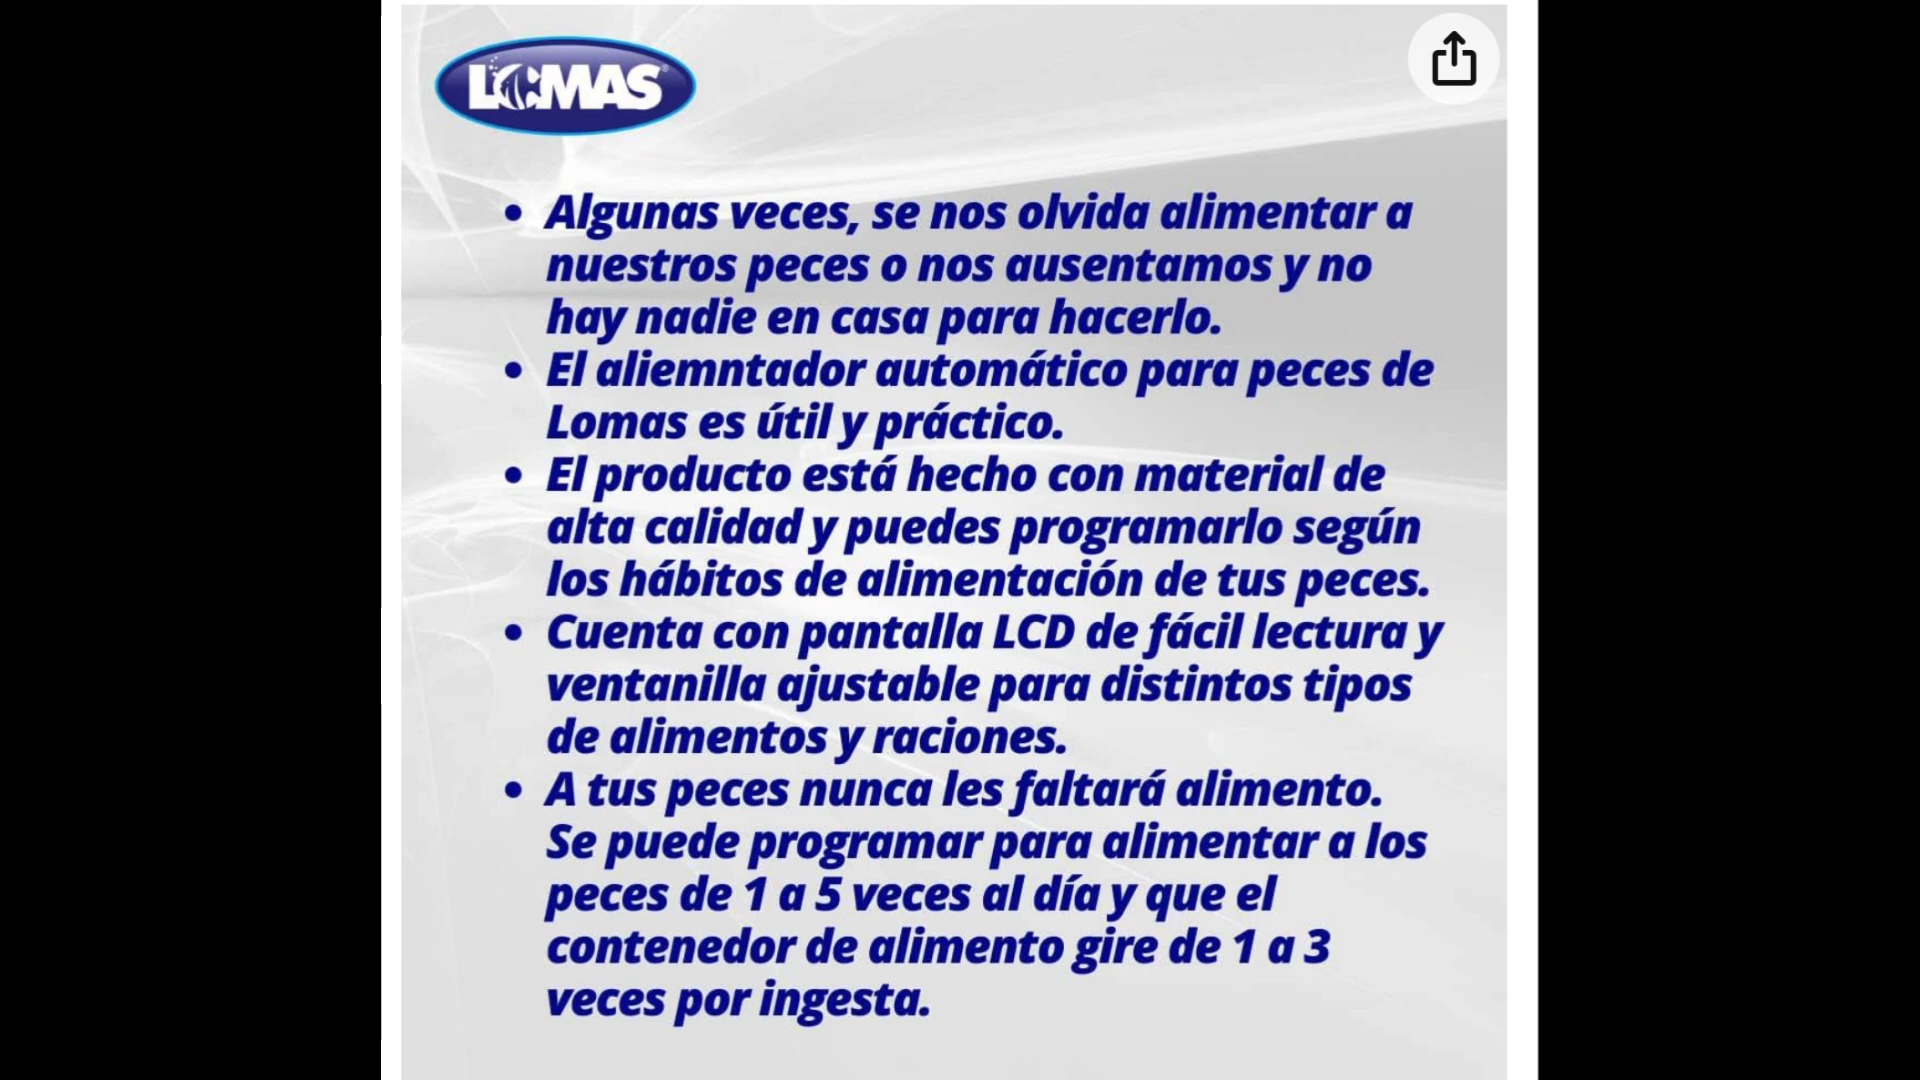 LOMAS
• Algunas veces, se nos olvida alimentar a
nuestros peces o nos ausentamos y no
hay nadie en casa para hacerlo.
• El aliemntador automático para peces de
Lomas es útil y práctico.
• El producto está hecho con material de
alta calidad y puedes programarlo según
los hábitos de alimentación de tus peces.
• Cuenta con pantalla LCD de fácil lectura y
ventanilla ajustable para distintos tipos
de alimentos y raciones.
• A tus peces nunca les faltará alimento.
Se puede programar para alimentar a los
peces de 1 a 5 veces al día y que el
contenedor de alimento gire de 1 a 3
veces por ingesta.